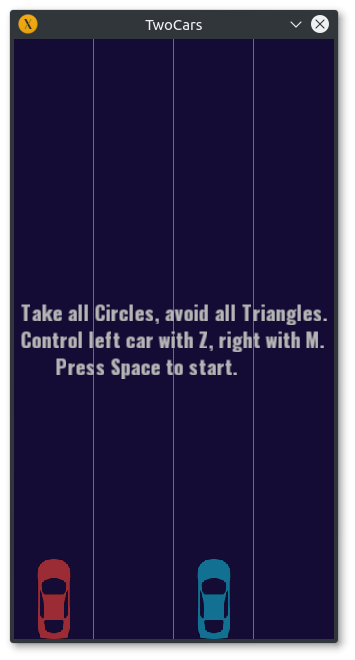 TwoCars
Take all Circles, avoid all Triangles.
Control left car with Z, right with M.
Press Space to start.